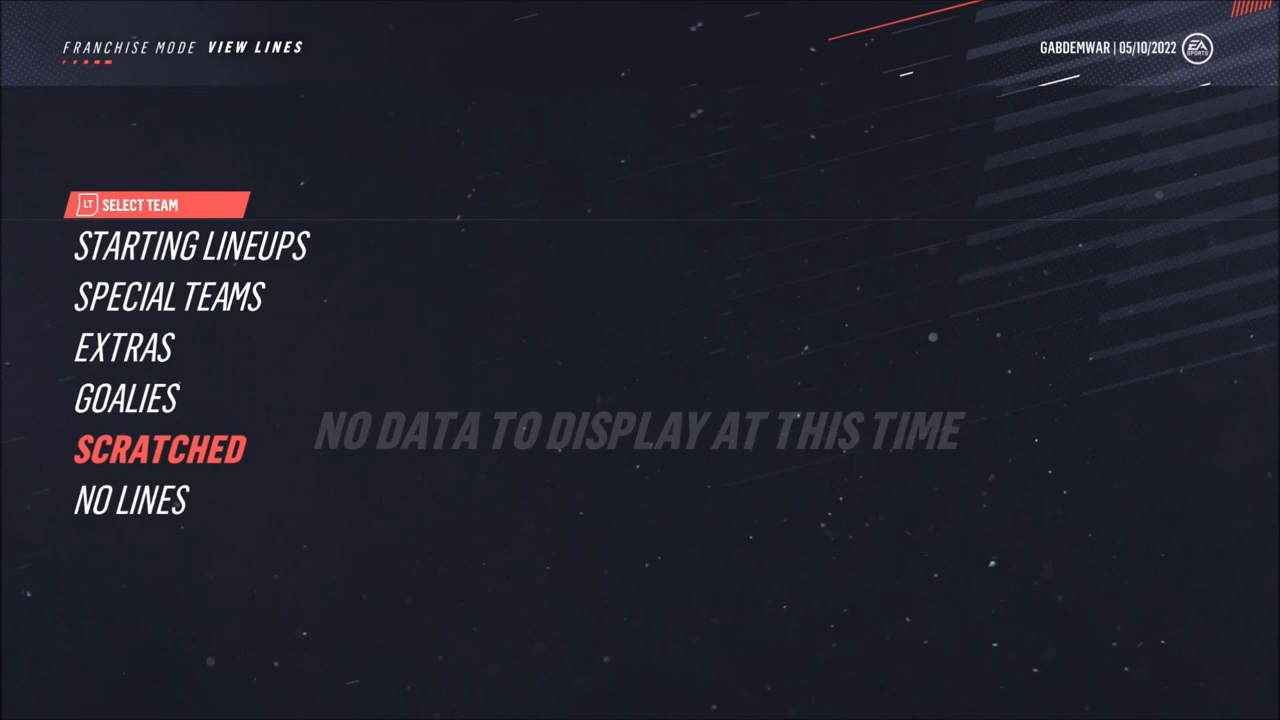 FRANCHISE MODE VIEW LINES
GABDEMWAR | 05/10/2022 EA SPORTS
LT SELECT TEAM
STARTING LINEUPS
SPECIAL TEAMS
EXTRAS
GOALIES
SCRATCHED
NO DATA TO DISPLAY AT THIS TIME
NO LINES